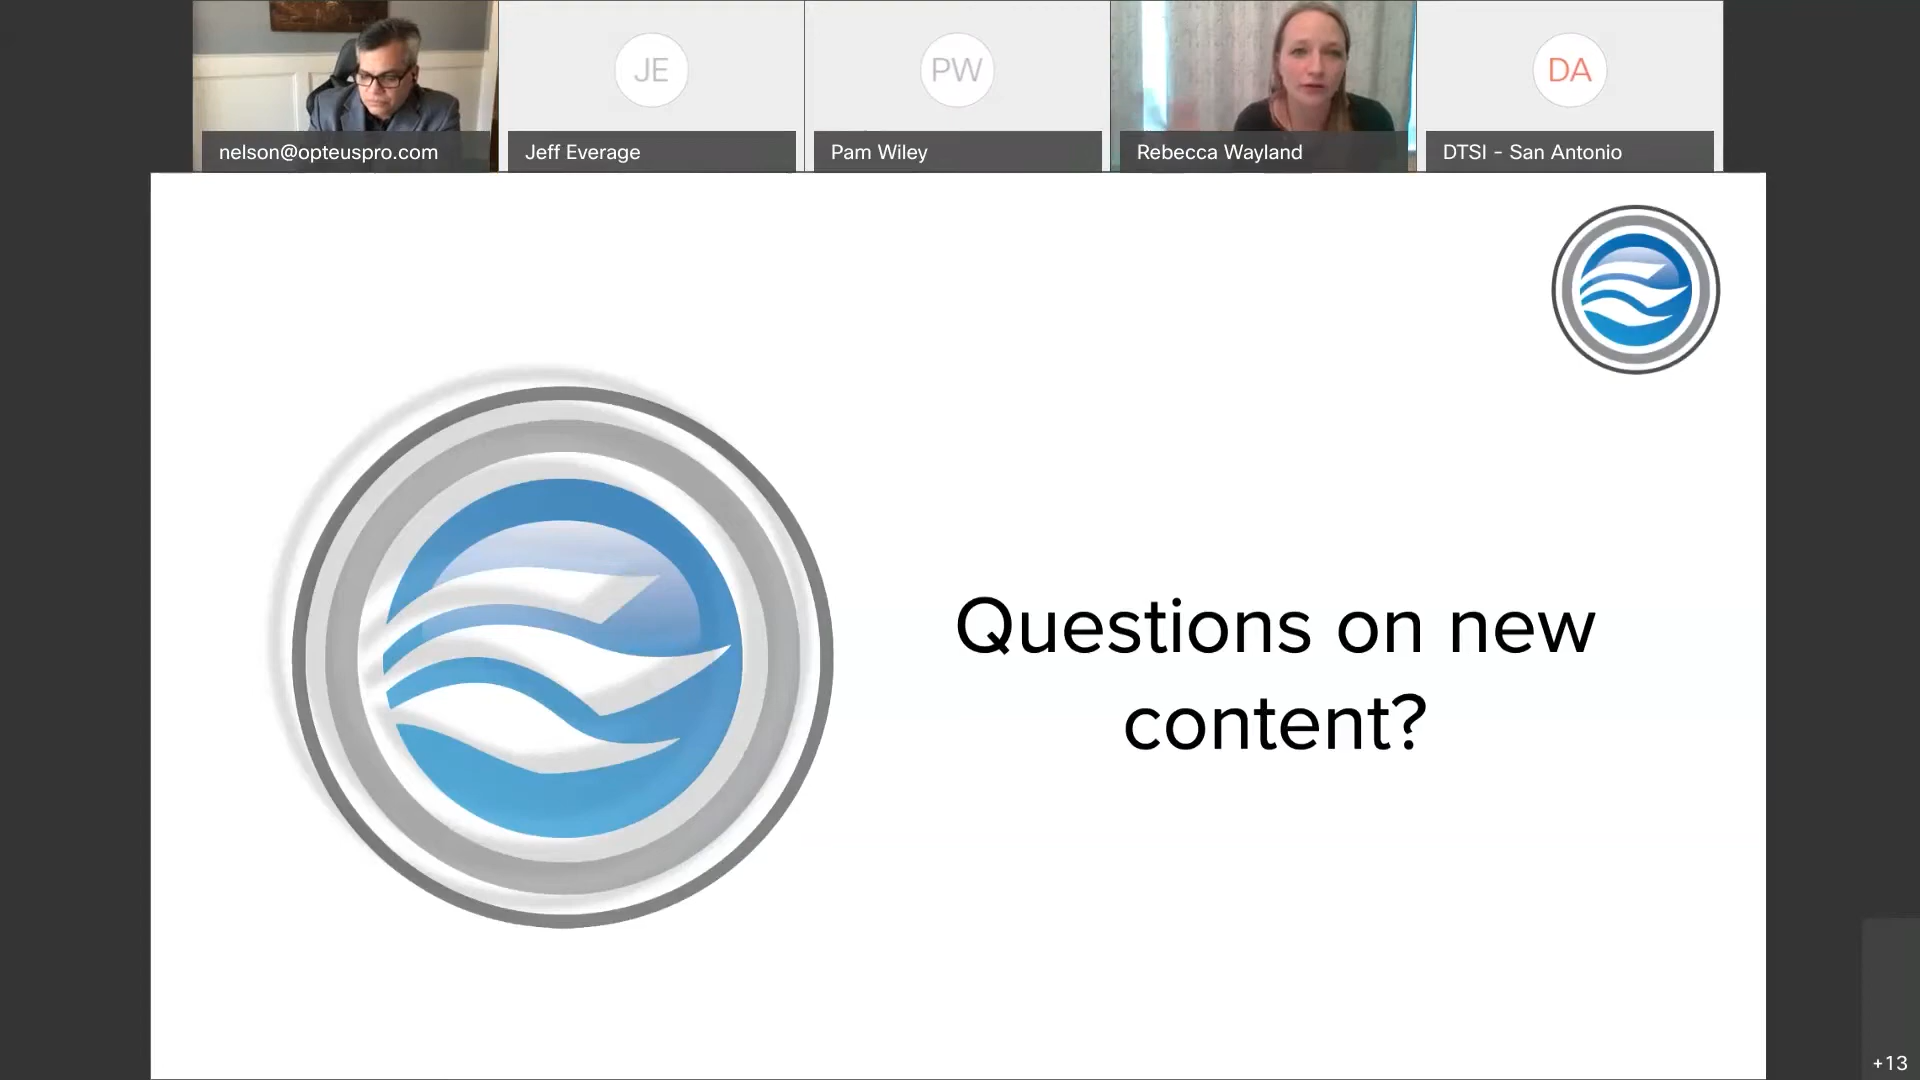 JE
PW
DA
nelson@opteuspro.com
Jeff Everage
Pam Wiley
Rebecca Wayland
DTSI - San Antonio
Questions on new
content?
+13